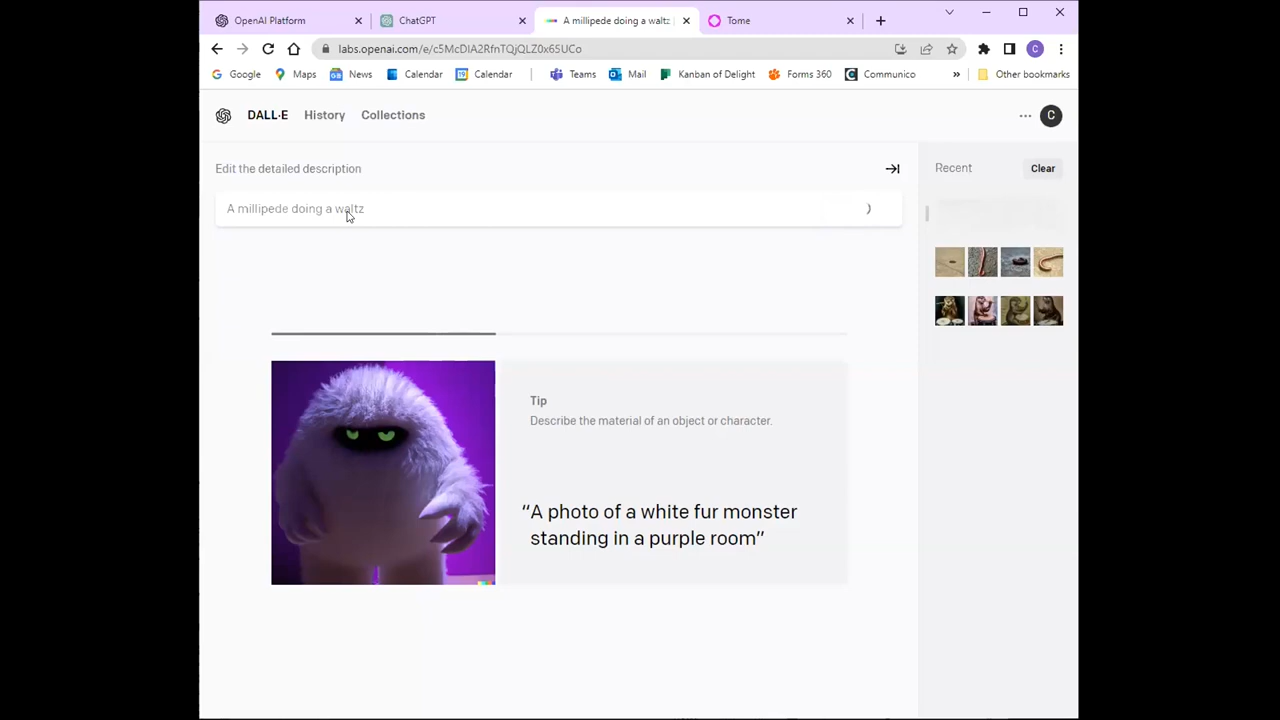 OpenAI Platform
ChatGPT
A millipede doing a waltz
Tome
labs.openai.com/e/c5McDIA2RfnTQjQLZ0x6SUCo
C
Google
Maps
News
Calendar
Calendar
Teams
Mail
Kanban of Delight
Forms 360
Communico
»
Other bookmarks
DALL·E
History
Collections
C
Edit the detailed description
Recent
Clear
A millipede doing a waltz
Tip
Describe the material of an object or character.
“A photo of a white fur monster
standing in a purple room”